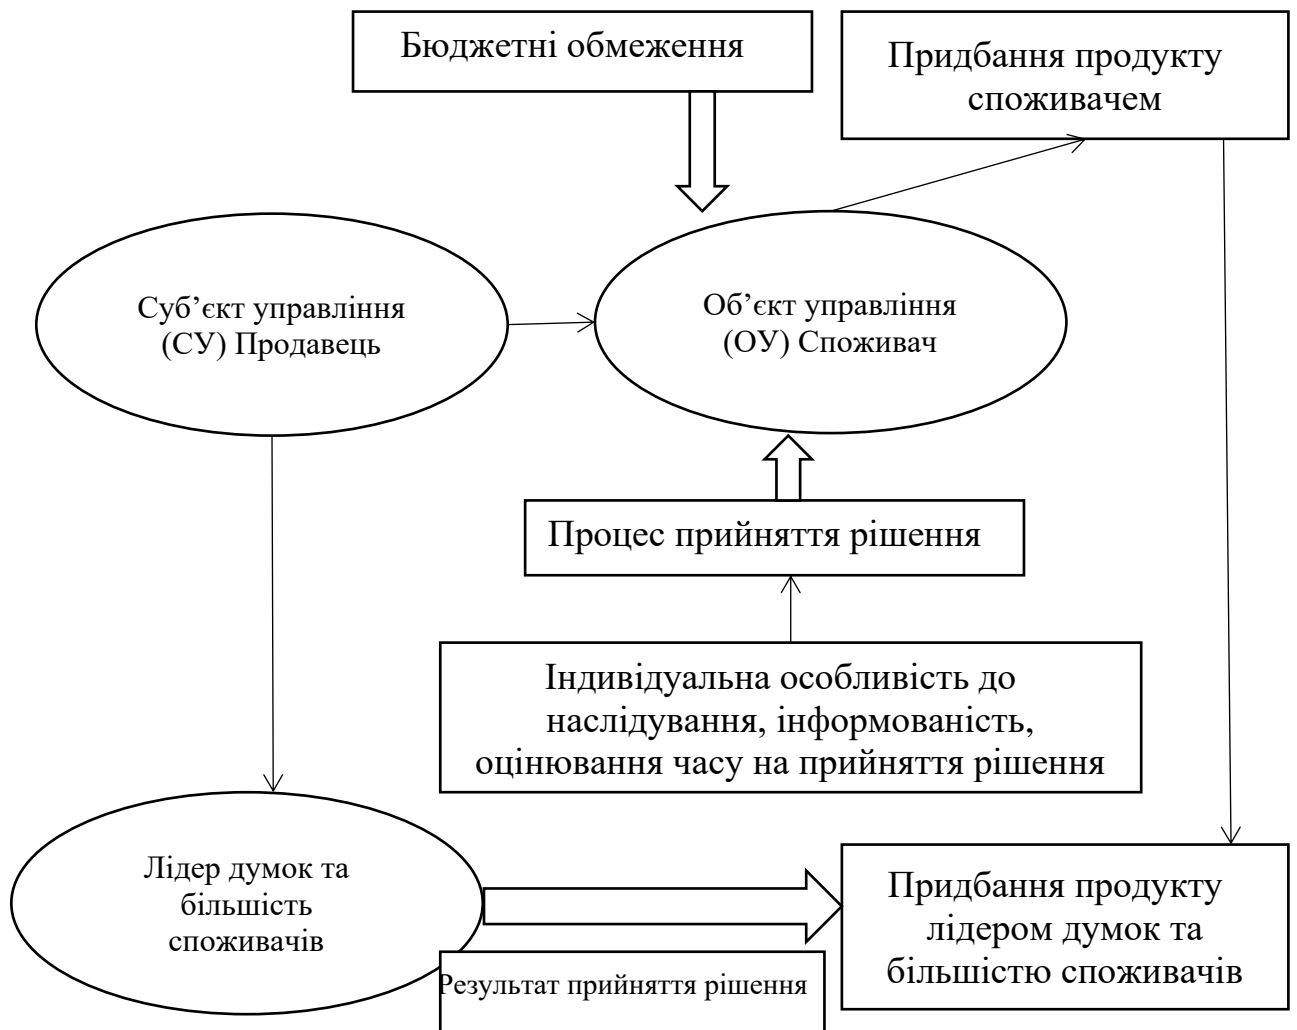 Бюджетні обмеження
Придбання продукту
споживачем
Суб’єкт управління
(СУ) Продавець
Об’єкт управління
(ОУ) Споживач
Процес прийняття рішення
Індивідуальна особливість до
наслідування, інформованість,
оцінювання часу на прийняття рішення
Лідер думок та
більшість
споживачів
Результат прийняття рішення
Придбання продукту
лідером думок та
більшістю споживачів